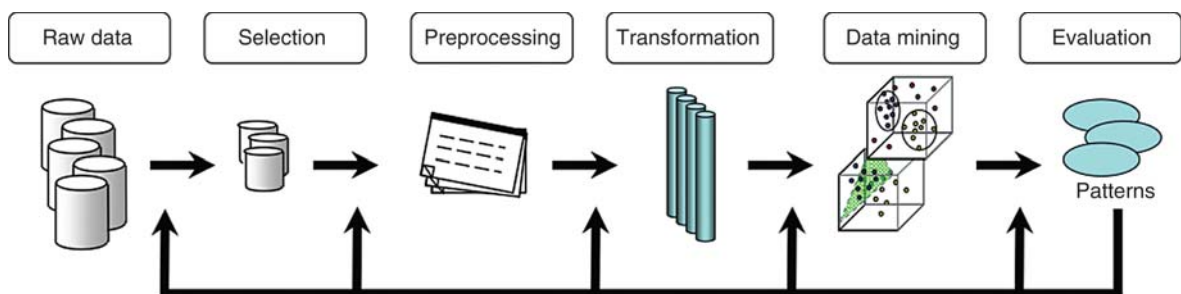 Raw data
Selection
Preprocessing
Transformation
Data mining
Evaluation
Patterns